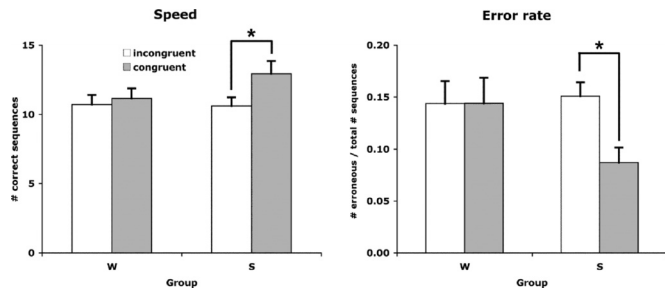 Speed
15
10
5
0
# correct sequences
incongruent
congruent
*
W
S
Group
Error rate
0.20
0.15
0.10
0.05
0.00
# erroneous / total # sequences
*
W
S
Group